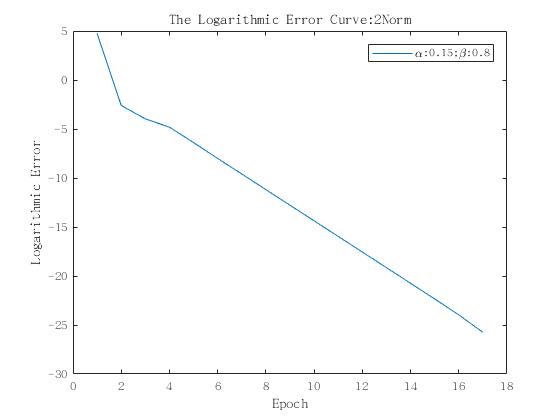 The Logarithmic Error Curve:2Norm
α:0.15;β:0.8
Logarithmic Error
5
0
-5
-10
-15
-20
-25
-30
0 2 4 6 8 10 12 14 16 18
Epoch